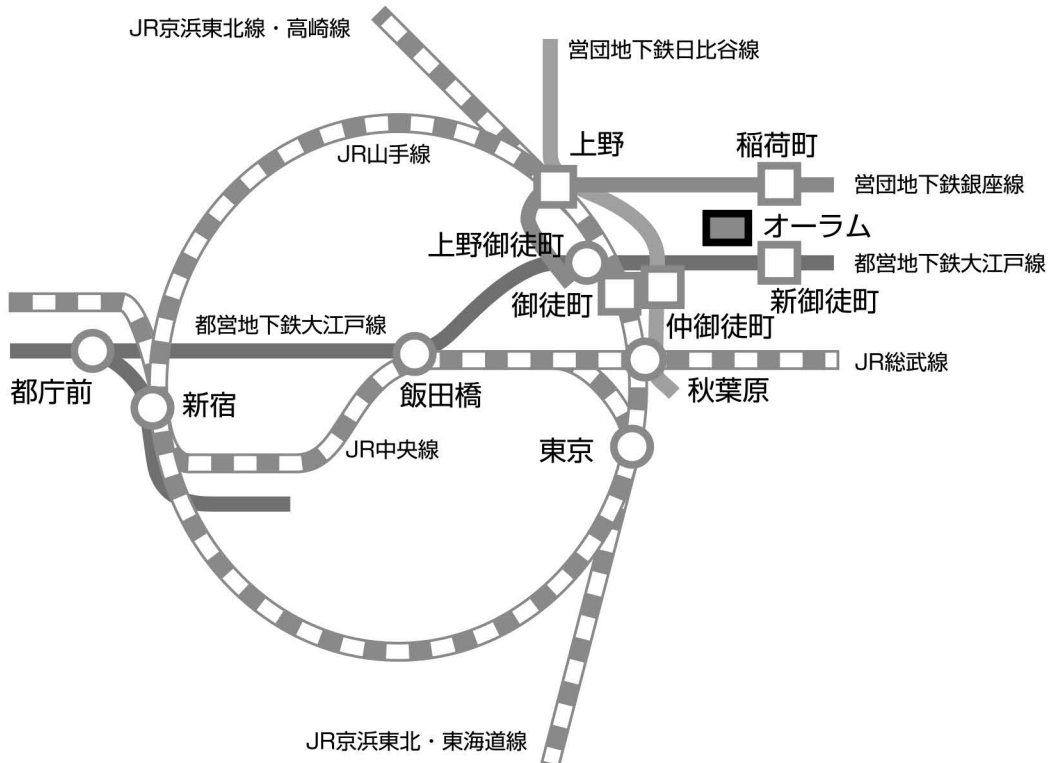 JR京浜東北線・高崎線
営団地下鉄日比谷線
上野
稲荷町
JR山手線
営団地下鉄銀座線
オーラム
上野御徒町
都営地下鉄大江戸線
御徒町
新御徒町
仲御徒町
都営地下鉄大江戸線
JR総武線
都庁前
新宿
飯田橋
秋葉原
JR中央線
東京
JR京浜東北・東海道線